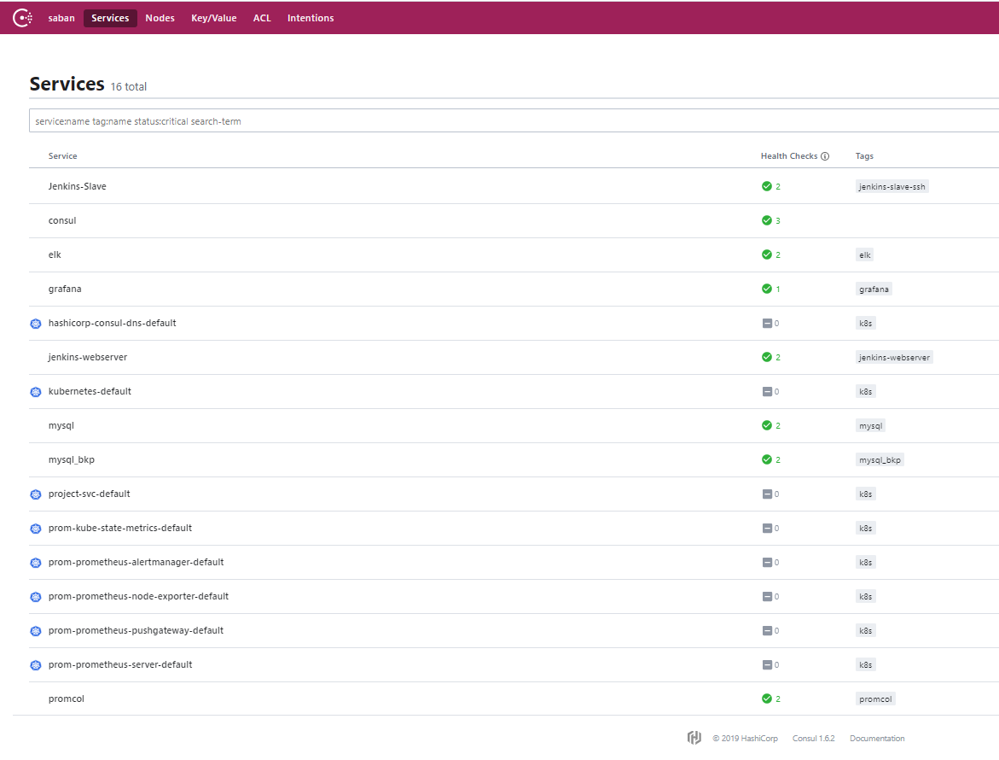 saban Services Nodes Key/Value ACL Intentions
Services 16 total
service:name tag:name status:critical search-term
Service Health Checks Tags
Jenkins-Slave 2 jenkins-slave-ssh
consul 3
elk 2 elk
grafana 1 grafana
hashicorp-consul-dns-default 0 k8s
jenkins-webserver 2 jenkins-webserver
kubernetes-default 0 k8s
mysql 2 mysql
mysql_bkp 2 mysql_bkp
project-svc-default 0 k8s
prom-kube-state-metrics-default 0 k8s
prom-prometheus-alertmanager-default 0 k8s
prom-prometheus-node-exporter-default 0 k8s
prom-prometheus-pushgateway-default 0 k8s
prom-prometheus-server-default 0 k8s
promcol 2 promcol
© 2019 HashiCorp Consul 1.6.2 Documentation